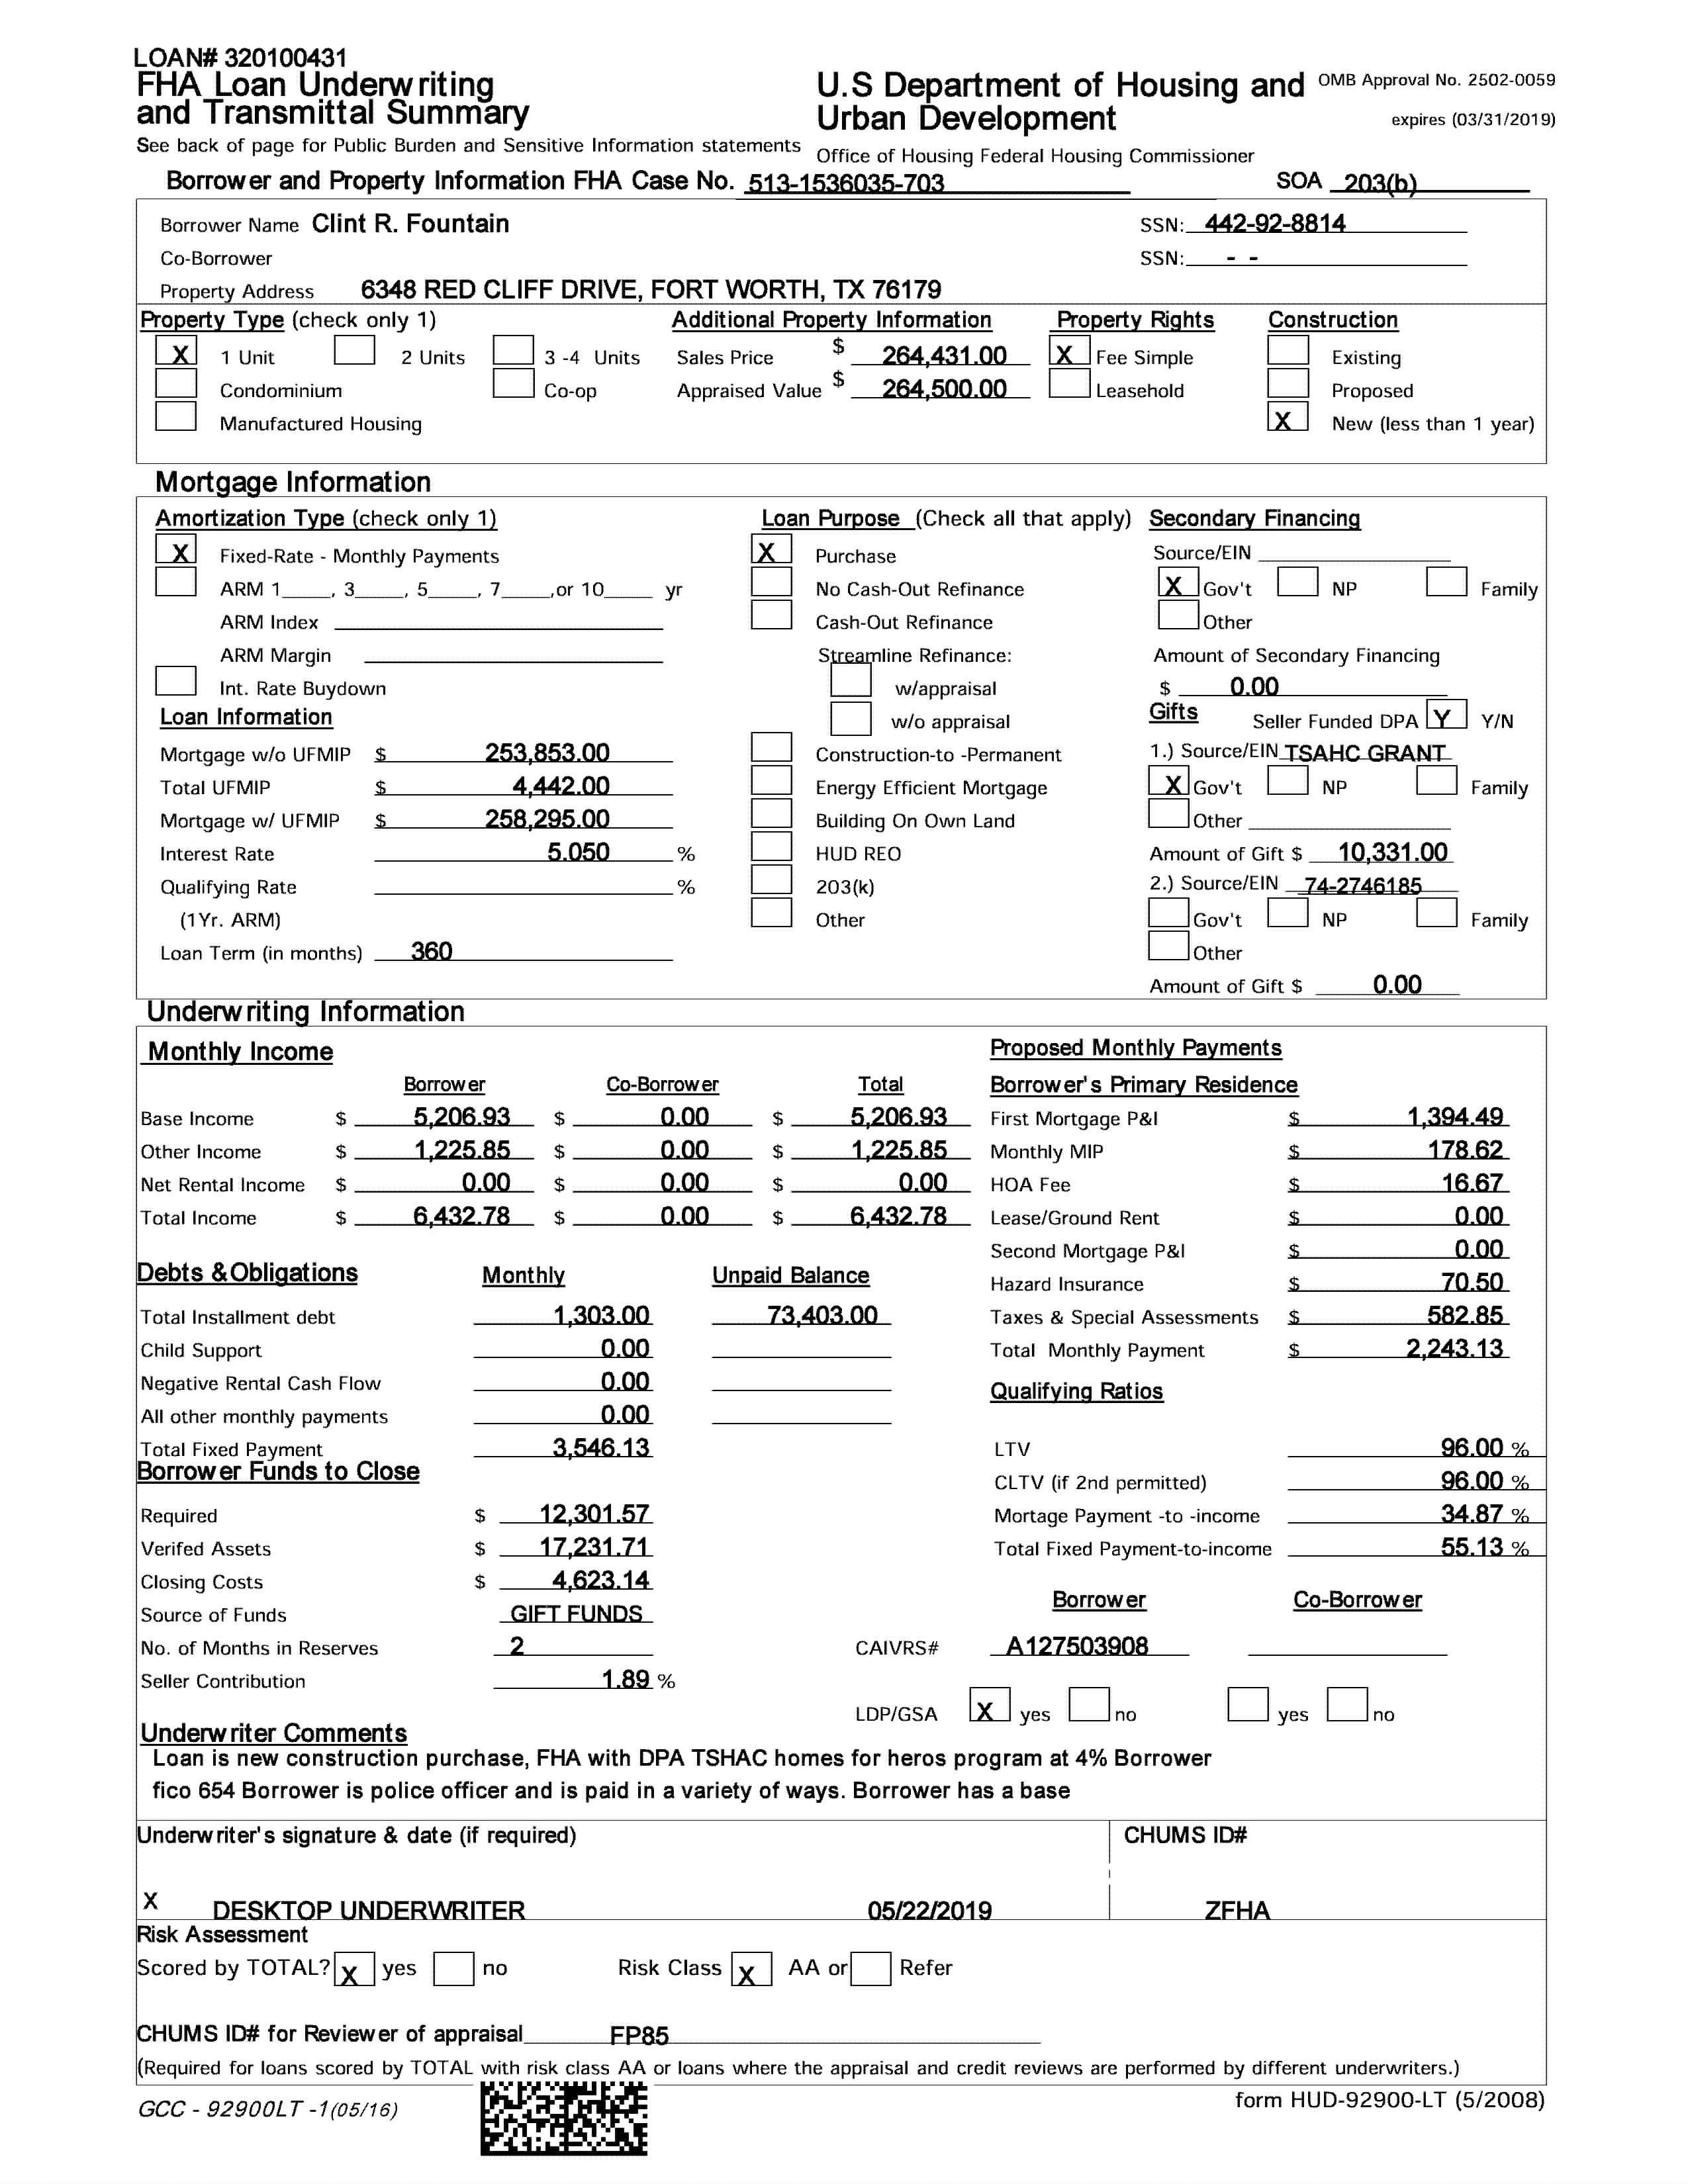 LOAN# 320100431
FHA Loan Underwriting
and Transmittal Summary
See back of page for Public Burden and Sensitive Information statements
U.S Department of Housing and
Urban Development
Office of Housing Federal Housing Commissioner
OMB Approval No. 2502-0059
expires (03/31/2019)
Borrower and Property Information FHA Case No. 513-1536035-703 SOA 203(b)
Borrower Name Clint R. Fountain SSN: 442-92-8814
Co-Borrower SSN: - -
Property Address 6348 RED CLIFF DRIVE, FORT WORTH, TX 76179
Property Type (check only 1) Additional Property Information Property Rights Construction
X 1 Unit 2 Units 3 -4 Units Sales Price $ 264,431.00 X Fee Simple Existing
Condominium Co-op Appraised Value $ 264,500.00 Leasehold Proposed
Manufactured Housing X New (less than 1 year)
Mortgage Information
Amortization Type (check only 1)
X Fixed-Rate - Monthly Payments
ARM 1____, 3____, 5____, 7____,or 10____ yr
ARM Index
ARM Margin
Int. Rate Buydown
Loan Information
Mortgage w/o UFMIP $ 253,853.00
Total UFMIP $ 4,442.00
Mortgage w/ UFMIP $ 258,295.00
Interest Rate 5.050 %
Qualifying Rate %
(1Yr. ARM)
Loan Term (in months) 360
Loan Purpose (Check all that apply)
X Purchase
No Cash-Out Refinance
Cash-Out Refinance
Streamline Refinance:
w/appraisal
w/o appraisal
Construction-to -Permanent
Energy Efficient Mortgage
Building On Own Land
HUD REO
203(k)
Other
Secondary Financing
Source/EIN
X Gov't NP Family
Other
Amount of Secondary Financing
$ 0.00
Gifts Seller Funded DPA Y Y/N
1.) Source/EIN TSAHC GRANT
X Gov't NP Family
Other
Amount of Gift $ 10,331.00
2.) Source/EIN 74-2746185
Gov't NP Family
Other
Amount of Gift $ 0.00
Underwriting Information
Monthly Income
Borrower Co-Borrower Total
Base Income $ 5,206.93 $ 0.00 $ 5,206.93
Other Income $ 1,225.85 $ 0.00 $ 1,225.85
Net Rental Income $ 0.00 $ 0.00 $ 0.00
Total Income $ 6,432.78 $ 0.00 $ 6,432.78
Debts &Obligations Monthly Unpaid Balance
Total Installment debt 1,303.00 73,403.00
Child Support 0.00
Negative Rental Cash Flow 0.00
All other monthly payments 0.00
Total Fixed Payment 3,546.13
Borrower Funds to Close
Required $ 12,301.57
Verifed Assets $ 17,231.71
Closing Costs $ 4,623.14
Source of Funds GIFT FUNDS
No. of Months in Reserves 2
Seller Contribution 1.89 %
Proposed Monthly Payments
Borrower's Primary Residence
First Mortgage P&I $ 1,394.49
Monthly MIP $ 178.62
HOA Fee $ 16.67
Lease/Ground Rent $ 0.00
Second Mortgage P&I $ 0.00
Hazard Insurance $ 70.50
Taxes & Special Assessments $ 582.85
Total Monthly Payment $ 2,243.13
Qualifying Ratios
LTV 96.00 %
CLTV (if 2nd permitted) 96.00 %
Mortage Payment -to -income 34.87 %
Total Fixed Payment-to-income 55.13 %
Borrower Co-Borrower
CAIVRS# A127503908
LDP/GSA X yes no yes no
Underwriter Comments
Loan is new construction purchase, FHA with DPA TSHAC homes for heros program at 4% Borrower
fico 654 Borrower is police officer and is paid in a variety of ways. Borrower has a base
Underwriter's signature & date (if required) CHUMS ID#
X DESKTOP UNDERWRITER 05/22/2019 ZFHA
Risk Assessment
Scored by TOTAL? X yes no Risk Class X AA or Refer
CHUMS ID# for Reviewer of appraisal FP85
(Required for loans scored by TOTAL with risk class AA or loans where the appraisal and credit reviews are performed by different underwriters.)
GCC - 92900LT -1(05/16)
form HUD-92900-LT (5/2008)